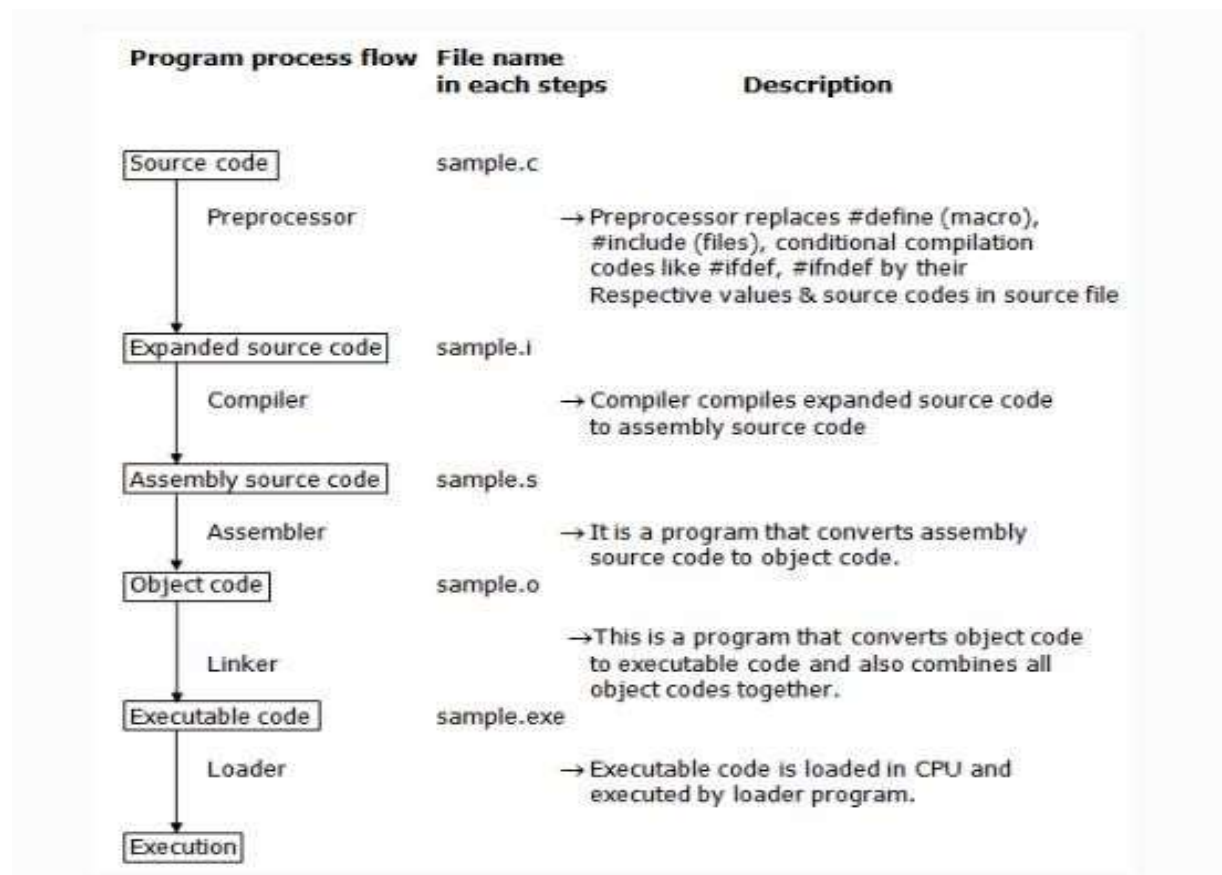 Program process flow File name
in each steps Description
Source code sample.c
Preprocessor →Preprocessor replaces #define (macro),
#include (files), conditional compilation
codes like #ifdef, #ifndef by their
Respective values & source codes in source file
Expanded source code sample.i
Compiler →Compiler compiles expanded source code
to assembly source code
Assembly source code sample.s
Assembler →It is a program that converts assembly
source code to object code.
Object code sample.o
→This is a program that converts object code
Linker to executable code and also combines all
object codes together.
Executable code sample.exe
Loader →Executable code is loaded in CPU and
executed by loader program.
Execution